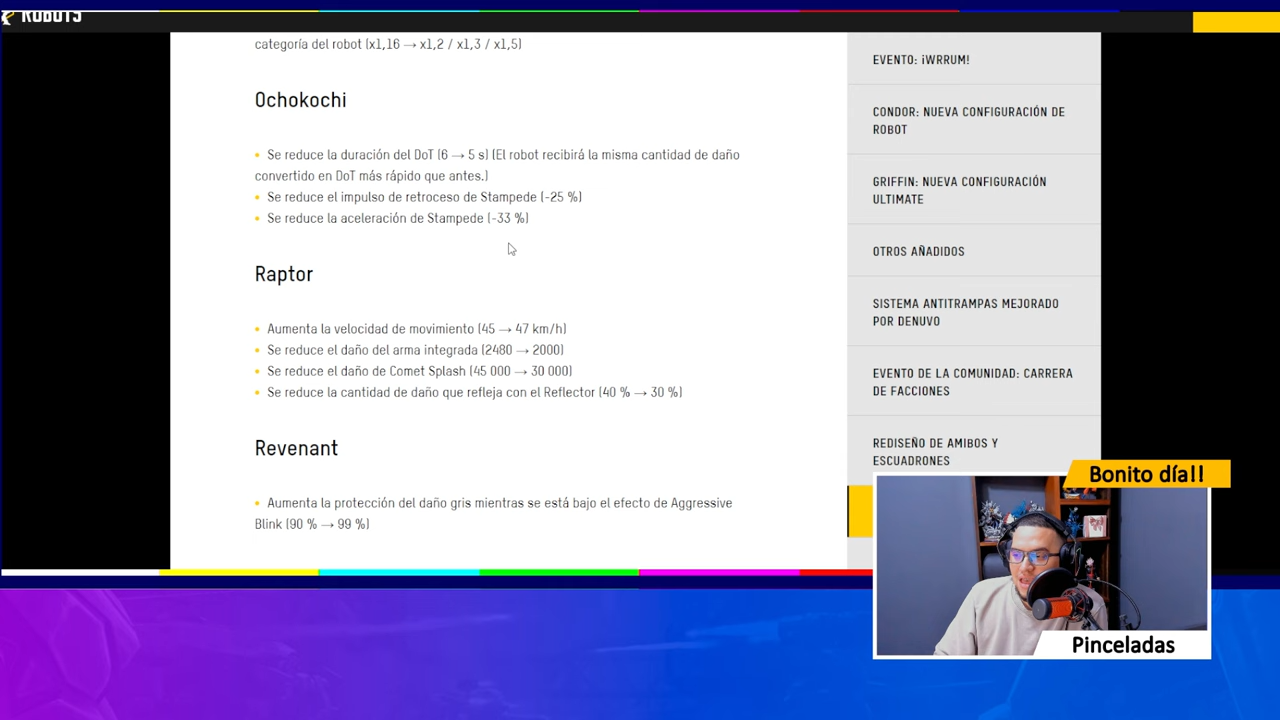 ROBOTS
categoría del robot (x1,16 → x1,2 / x1,3 / x1,5)
Ochokochi
Se reduce la duración del DoT (6 → 5 s) (El robot recibirá la misma cantidad de daño
convertido en DoT más rápido que antes.)
Se reduce el impulso de retroceso de Stampede (-25 %)
Se reduce la aceleración de Stampede (-33 %)
Raptor
Aumenta la velocidad de movimiento (45 → 47 km/h)
Se reduce el daño del arma integrada (2480 → 2000)
Se reduce el daño de Comet Splash (45 000 → 30 000)
Se reduce la cantidad de daño que refleja con el Reflector (40 % → 30 %)
Revenant
Aumenta la protección del daño gris mientras se está bajo el efecto de Aggressive
Blink (90 % → 99 %)
EVENTO: ¡WRRUM!
CONDOR: NUEVA CONFIGURACIÓN DE
ROBOT
GRIFFIN: NUEVA CONFIGURACIÓN
ULTIMATE
OTROS AÑADIDOS
SISTEMA ANTITRAMPAS MEJORADO
POR DENUVO
EVENTO DE LA COMUNIDAD: CARRERA
DE FACCIONES
REDISEÑO DE AMIBOS Y
ESCUADRONES
Bonito día!!
Pinceladas